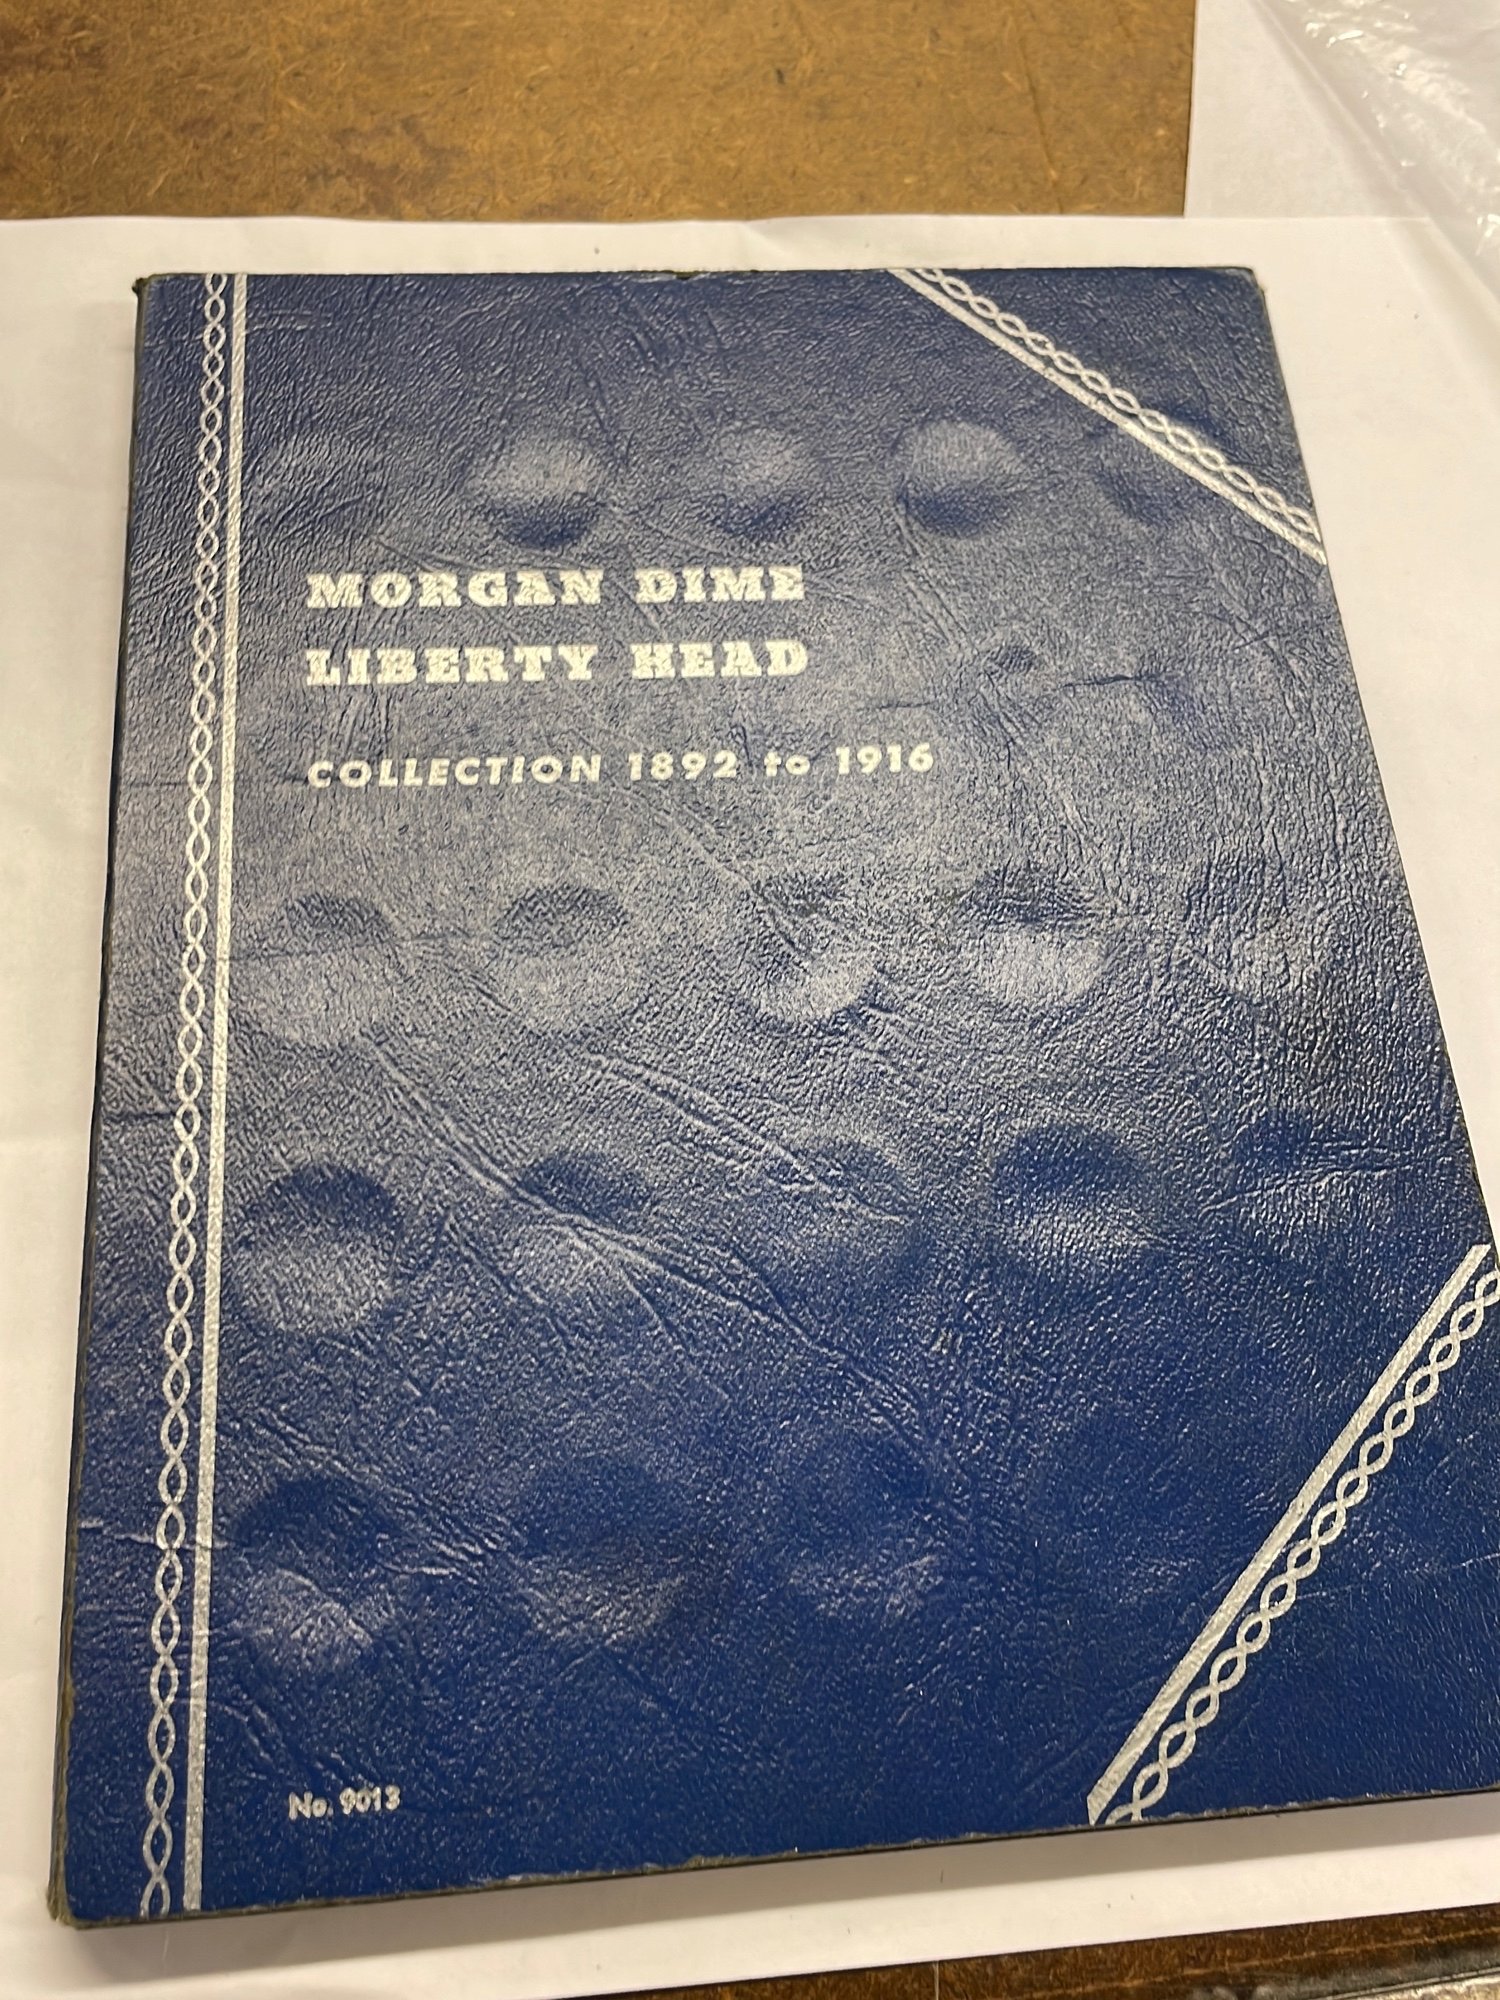 MORGAN DIME
LIBERTY HEAD
COLLECTION 1892 to 1916
No. 9013